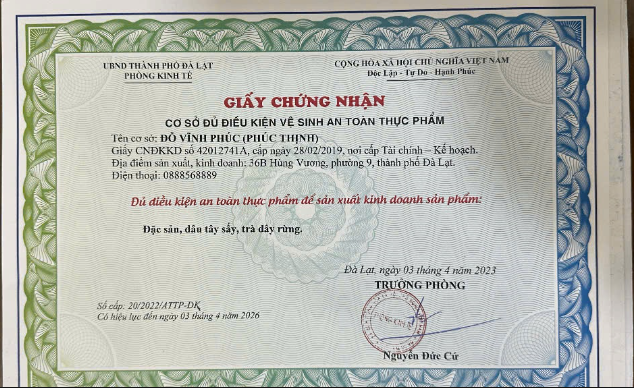 UBND THÀNH PHỐ ĐÀ LẠT
PHÒNG KINH TẾ
CỘNG HÒA XÃ HỘI CHỦ NGHĨA VIỆT NAM
Độc Lập - Tự Do - Hạnh Phúc
GIẤY CHỨNG NHẬN
CƠ SỞ ĐỦ ĐIỀU KIỆN VỆ SINH AN TOÀN THỰC PHẨM
Tên cơ sở: ĐỖ VĨNH PHÚC (PHÚC THỊNH)
Giấy CNĐKKD số 42012741A, cấp ngày 28/02/2019, nơi cấp Tài chính – Kế hoạch.
Địa điểm sản xuất, kinh doanh: 36B Hùng Vương, phường 9, thành phố Đà Lạt.
Điện thoại: 0888568889
Đủ điều kiện an toàn thực phẩm để sản xuất kinh doanh sản phẩm:
Đặc sản, dâu tây sấy, trà dây rừng.
Đà Lạt, ngày 03 tháng 4 năm 2023
TRƯỞNG PHÒNG
Số cấp: 20/2022/ATTP-ĐK
Có hiệu lực đến ngày 03 tháng 4 năm 2026
Nguyễn Đức Cứ